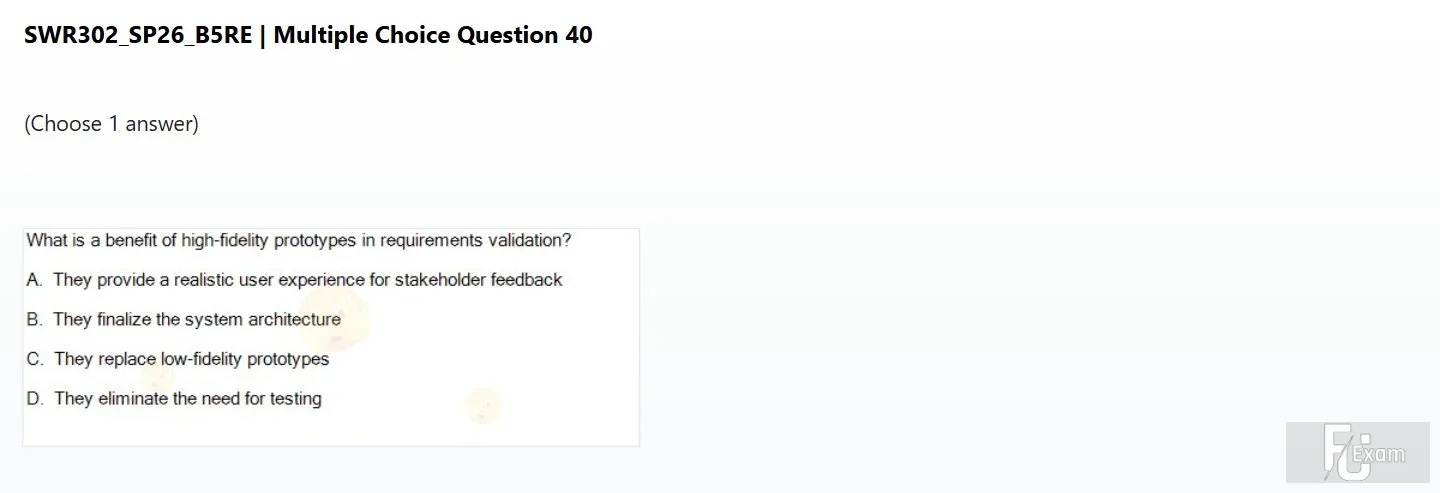 SWR302_SP26_B5RE | Multiple Choice Question 40
(Choose 1 answer)
What is a benefit of high-fidelity prototypes in requirements validation?
A. They provide a realistic user experience for stakeholder feedback
B. They finalize the system architecture
C. They replace low-fidelity prototypes
D. They eliminate the need for testing
FU Exam